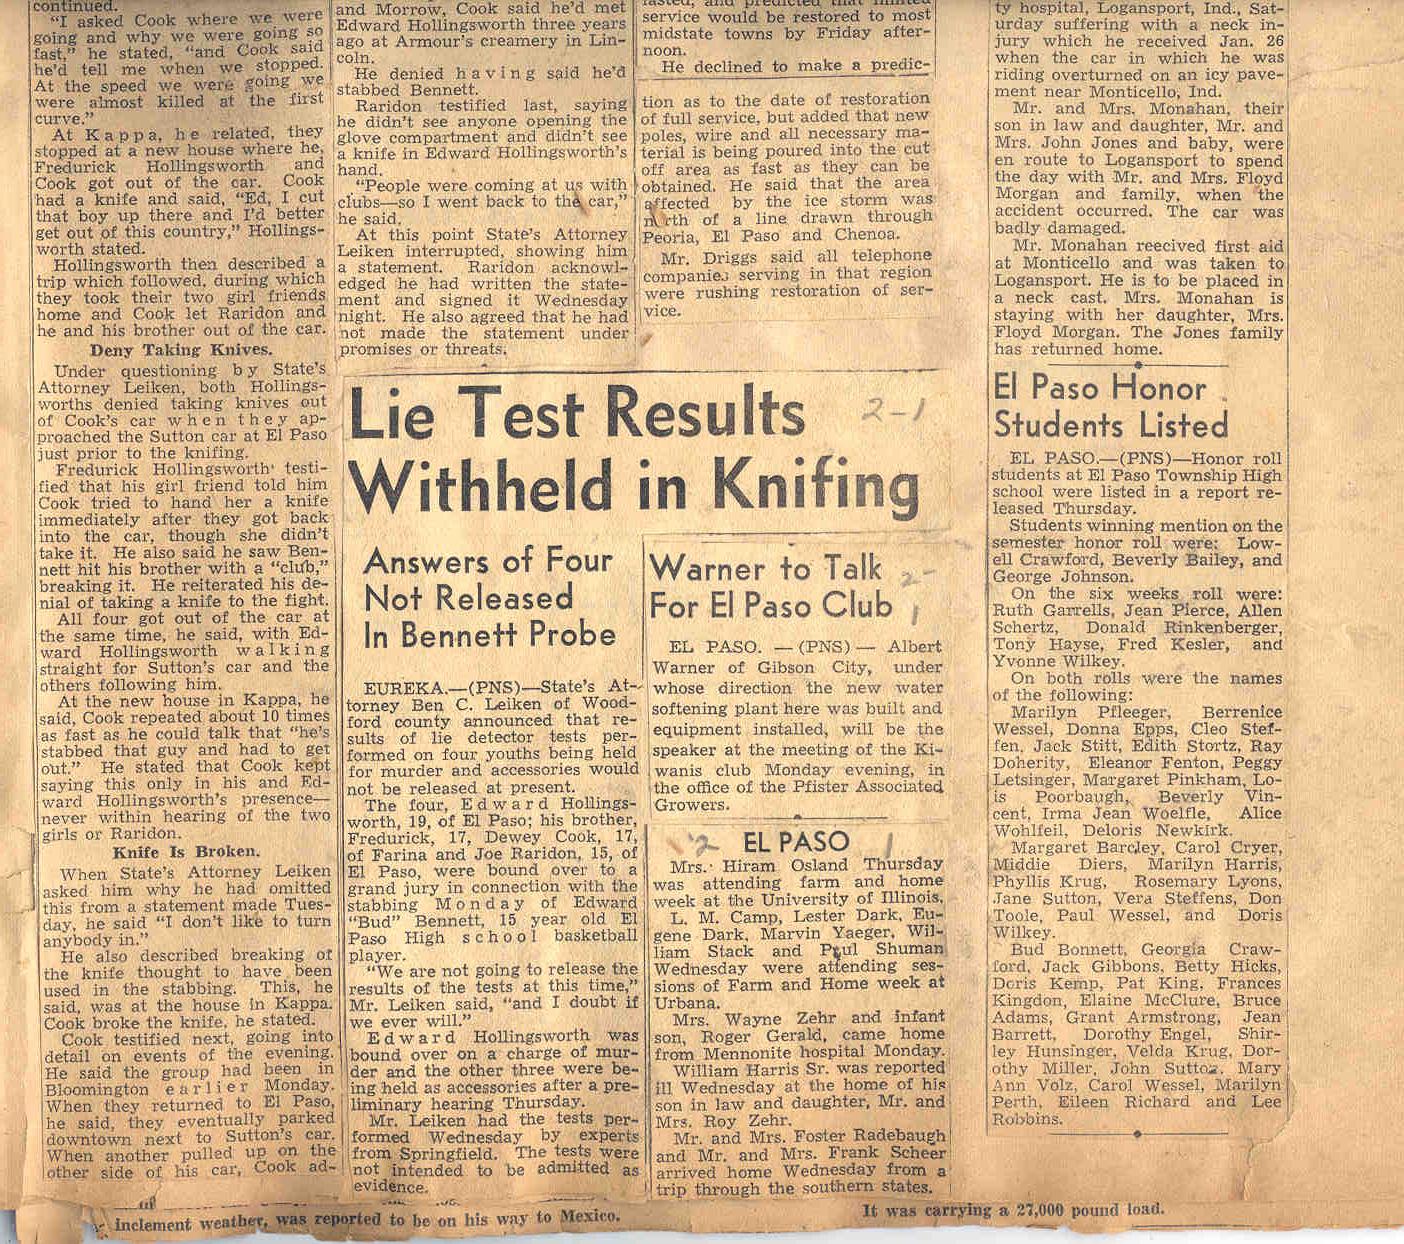 continued.
"I asked Cook where we were
going and why we were going so
fast," he stated, "and Cook said
he'd tell me when we stopped.
At the speed we were going we
were almost killed at the first
curve."
At Kappa, he related, they
stopped at a new house where he,
Fredurick Hollingsworth and
Cook got out of the car. Cook
had a knife and said, "Ed, I cut
that boy up there and I'd better
get out of this country," Hollings-
worth stated.
Hollingsworth then described a
trip which followed, during which
they took their two girl friends
home and Cook let Raridon and
he and his brother out of the car.
Deny Taking Knives.
Under questioning by State's
Attorney Leiken, both Hollings-
worths denied taking knives out
of Cook's car when they ap-
proached the Sutton car at El Paso
just prior to the knifing.
Fredurick Hollingsworth testi-
fied that his girl friend told him
Cook tried to hand her a knife
immediately after they got back
into the car, though she didn't
take it. He also said he saw Ben-
nett hit his brother with a "club,"
breaking it. He reiterated his de-
nial of taking a knife to the fight.
All four got out of the car at
the same time, he said, with Ed-
ward Hollingsworth walking
straight for Sutton's car and the
others following him.
At the new house in Kappa, he
said, Cook repeated about 10 times
as fast as he could talk that "he's
stabbed that guy and had to get
out." He stated that Cook kept
saying this only in his and Ed-
ward Hollingsworth's presence—
never within hearing of the two
girls or Raridon.
Knife Is Broken.
When State's Attorney Leiken
asked him why he had omitted
this from a statement made Tues-
day, he said "I don't like to turn
anybody in."
He also described breaking of
the knife thought to have been
used in the stabbing. This, he
said, was at the house in Kappa.
Cook broke the knife, he stated.
Cook testified next, going into
detail on events of the evening.
He said the group had been in
Bloomington earlier Monday.
When they returned to El Paso,
he said, they eventually parked
downtown next to Sutton's car.
When another pulled up on the
other side of his car, Cook ad-
and Morrow, Cook said he'd met
Edward Hollingsworth three years
ago at Armour's creamery in Lin-
coln.
He denied having said he'd
stabbed Bennett.
Raridon testified last, saying
he didn't see anyone opening the
glove compartment and didn't see
a knife in Edward Hollingsworth's
hand.
"People were coming at us with
clubs—so I went back to the car,"
he said.
At this point State's Attorney
Leiken interrupted, showing him
a statement. Raridon acknowl-
edged he had written the state-
ment and signed it Wednesday
night. He also agreed that he had
not made the statement under
promises or threats.
service would be restored to most
midstate towns by Friday after-
noon.
He declined to make a predic-
tion as to the date of restoration
of full service, but added that new
poles, wire and all necessary ma-
terial is being poured into the cut
off area as fast as they can be
obtained. He said that the area
affected by the ice storm was
north of a line drawn through
Peoria, El Paso and Chenoa.
Mr. Driggs said all telephone
companies serving in that region
were rushing restoration of ser-
vice.
Lie Test Results 2-1
Withheld in Knifing
Answers of Four
Not Released
In Bennett Probe
EUREKA.—(PNS)—State's At-
torney Ben C. Leiken of Wood-
ford county announced that re-
sults of lie detector tests per-
formed on four youths being held
for murder and accessories would
not be released at present.
The four, Edward Hollings-
worth, 19, of El Paso; his brother,
Fredurick, 17, Dewey Cook, 17,
of Farina and Joe Raridon, 15, of
El Paso, were bound over to a
grand jury in connection with the
stabbing Monday of Edward
"Bud" Bennett, 15 year old El
Paso High school basketball
player.
"We are not going to release the
results of the tests at this time,"
Mr. Leiken said, "and I doubt if
we ever will."
Edward Hollingsworth was
bound over on a charge of mur-
der and the other three were be-
ing held as accessories after a pre-
liminary hearing Thursday.
Mr. Leiken had the tests per-
formed Wednesday by experts
from Springfield. The tests were
not intended to be admitted as
evidence.
Warner to Talk 2-
For El Paso Club 1
EL PASO. — (PNS) — Albert
Warner of Gibson City, under
whose direction the new water
softening plant here was built and
equipment installed, will be the
speaker at the meeting of the Ki-
wanis club Monday evening, in
the office of the Pfister Associated
Growers.
2 EL PASO 1
Mrs. Hiram Osland Thursday
was attending farm and home
week at the University of Illinois.
L. M. Camp, Lester Dark, Eu-
gene Dark, Marvin Yaeger, Wil-
liam Stack and Paul Shuman
Wednesday were attending ses-
sions of Farm and Home week at
Urbana.
Mrs. Wayne Zehr and infant
son, Roger Gerald, came home
from Mennonite hospital Monday.
William Harris Sr. was reported
ill Wednesday at the home of his
son in law and daughter, Mr. and
Mrs. Roy Zehr.
Mr. and Mrs. Foster Radebaugh
and Mr. and Mrs. Frank Scheer
arrived home Wednesday from a
trip through the southern states.
ty hospital, Logansport, Ind., Sat-
urday suffering with a neck in-
jury which he received Jan. 26
when the car in which he was
riding overturned on an icy pave-
ment near Monticello, Ind.
Mr. and Mrs. Monahan, their
son in law and daughter, Mr. and
Mrs. John Jones and baby, were
en route to Logansport to spend
the day with Mr. and Mrs. Floyd
Morgan and family, when the
accident occurred. The car was
badly damaged.
Mr. Monahan reecived first aid
at Monticello and was taken to
Logansport. He is to be placed in
a neck cast. Mrs. Monahan is
staying with her daughter, Mrs.
Floyd Morgan. The Jones family
has returned home.
El Paso Honor
Students Listed
EL PASO.—(PNS)—Honor roll
students at El Paso Township High
school were listed in a report re-
leased Thursday.
Students winning mention on the
semester honor roll were: Low-
ell Crawford, Beverly Bailey, and
George Johnson.
On the six weeks roll were:
Ruth Garrells, Jean Pierce, Allen
Schertz, Donald Rinkenberger,
Tony Hayse, Fred Kesler, and
Yvonne Wilkey.
On both rolls were the names
of the following:
Marilyn Pfleeger, Berrenice
Wessel, Donna Epps, Cleo Stef-
fen, Jack Stitt, Edith Stortz, Ray
Doherity, Eleanor Fenton, Peggy
Letsinger, Margaret Pinkham, Lo-
is Poorbaugh, Beverly Vin-
cent, Irma Jean Woelfle, Alice
Wohlfeil, Deloris Newkirk.
Margaret Barcley, Carol Cryer,
Middie Diers, Marilyn Harris,
Phyllis Krug, Rosemary Lyons,
Jane Sutton, Vera Steffens, Don
Toole, Paul Wessel, and Doris
Wilkey.
Bud Bonnett, Georgia Craw-
ford, Jack Gibbons, Betty Hicks,
Doris Kemp, Pat King, Frances
Kingdon, Elaine McClure, Bruce
Adams, Grant Armstrong, Jean
Barrett, Dorothy Engel, Shir-
ley Hunsinger, Velda Krug, Dor-
othy Miller, John Sutton, Mary
Ann Volz, Carol Wessel, Marilyn
Perth, Eileen Richard and Lee
Robbins.
Inclement weather, was reported to be on his way to Mexico.
It was carrying a 27,000 pound load.